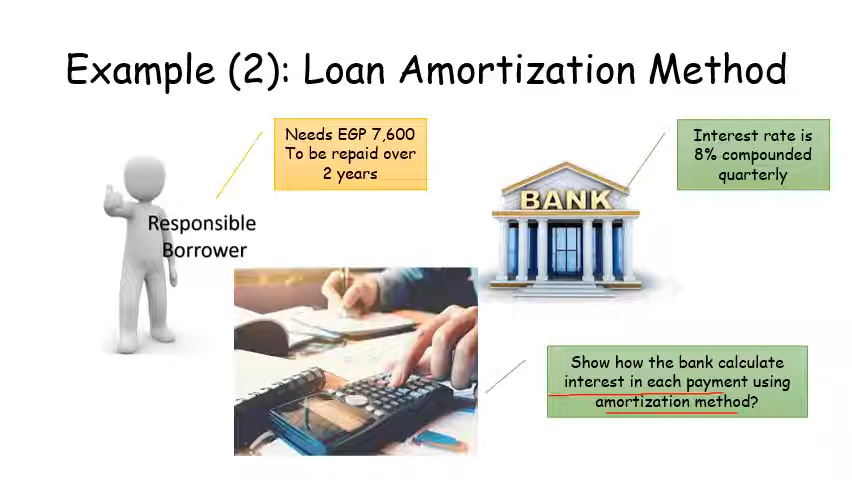 Example (2): Loan Amortization Method
Needs EGP 7,600
To be repaid over
2 years
Interest rate is
8% compounded
quarterly
BANK
Responsible
Borrower
Show how the bank calculate
interest in each payment using
amortization method?